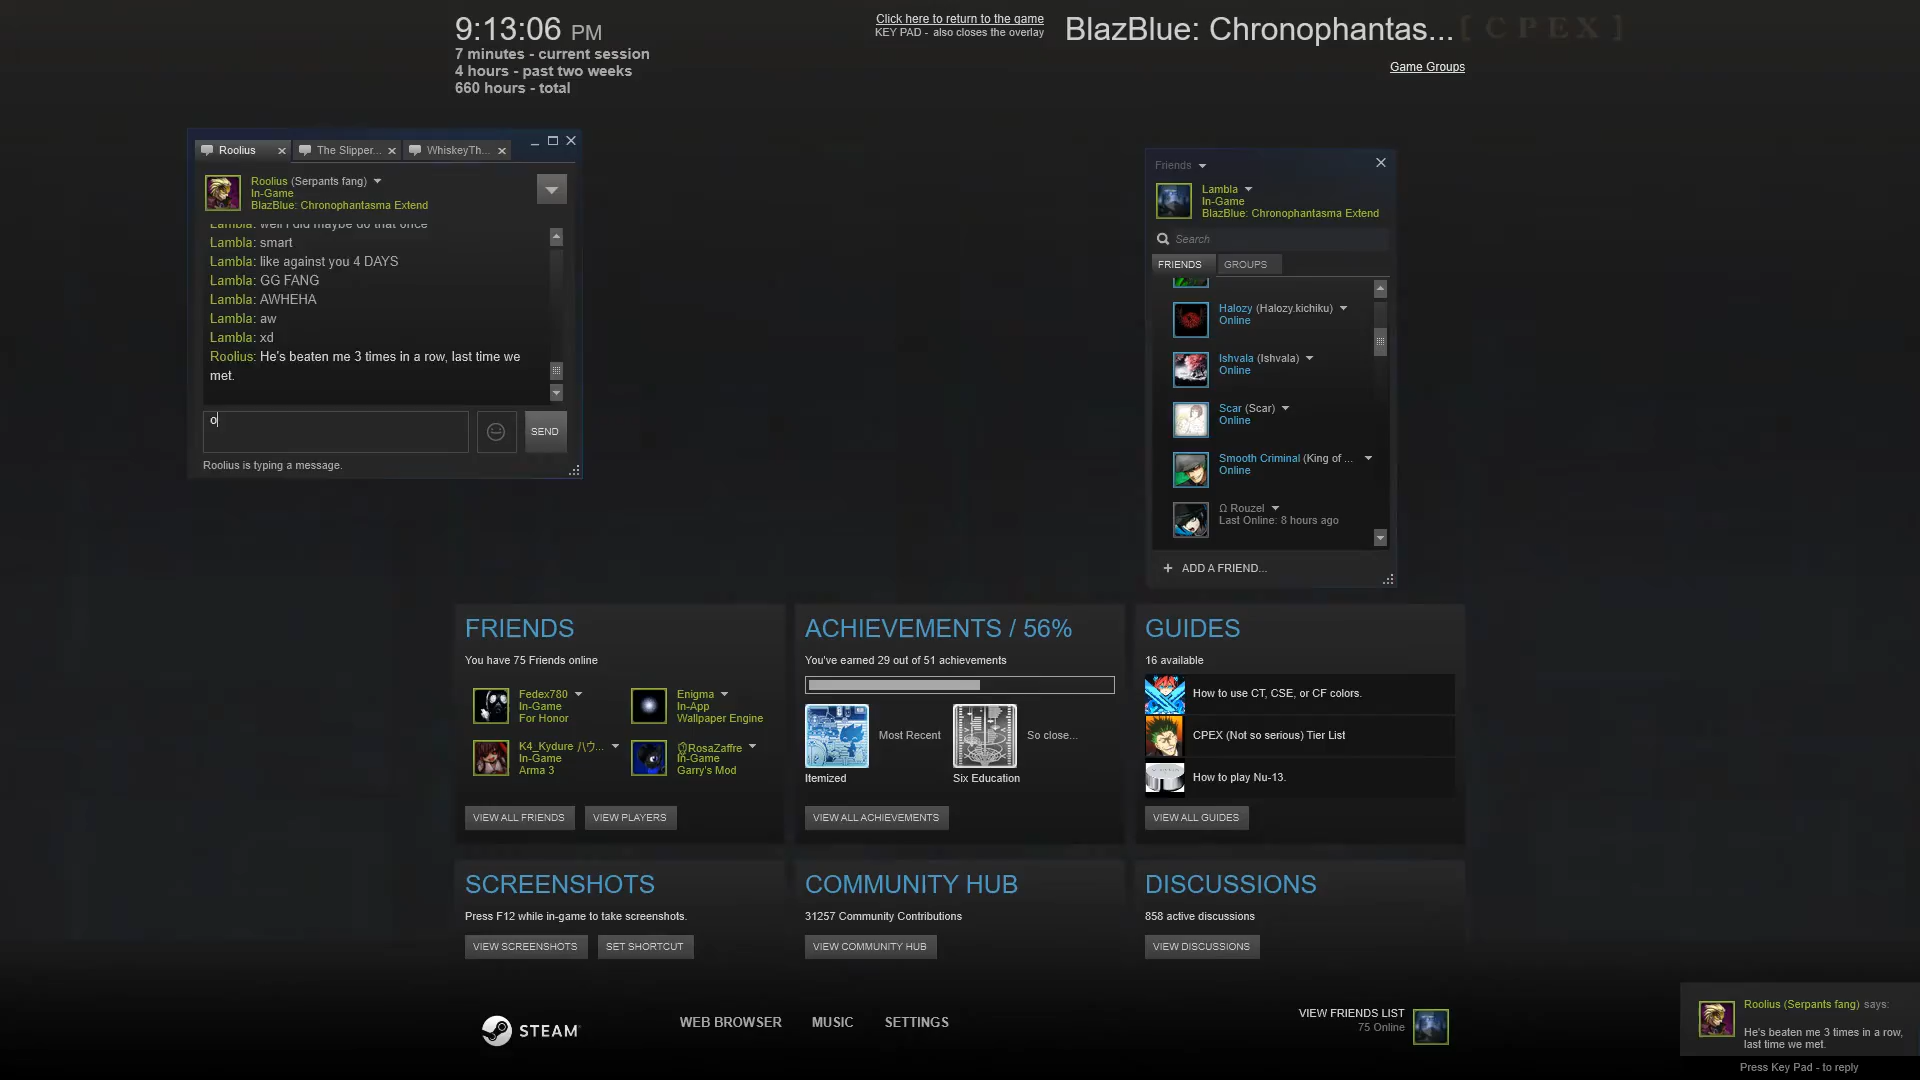 9:13:06 PM
7 minutes - current session
4 hours - past two weeks
660 hours - total
Click here to return to the game
KEY PAD - also closes the overlay
BlazBlue: Chronophantas...
[ C P E X ]
Game Groups
Roolius
The Slipper...
WhiskeyTh...
Roolius (Serpants fang)
In-Game
BlazBlue: Chronophantasma Extend
Lambla: well I did maybe do that once
Lambla: smart
Lambla: like against you 4 DAYS
Lambla: GG FANG
Lambla: AWHEHA
Lambla: aw
Lambla: xd
Roolius: He's beaten me 3 times in a row, last time we
met.
o
SEND
Roolius is typing a message.
Friends
Lambla
In-Game
BlazBlue: Chronophantasma Extend
Search
FRIENDS
GROUPS
Halozy (Halozy.kichiku)
Online
Ishvala (Ishvala)
Online
Scar (Scar)
Online
Smooth Criminal (King of ...
Online
Ω Rouzel
Last Online: 8 hours ago
+ ADD A FRIEND...
FRIENDS
You have 75 Friends online
Fedex780
In-Game
For Honor
Enigma
In-App
Wallpaper Engine
K4_Kydure ハウ...
In-Game
Arma 3
RosaZaffre
In-Game
Garry's Mod
VIEW ALL FRIENDS
VIEW PLAYERS
ACHIEVEMENTS / 56%
You've earned 29 out of 51 achievements
Most Recent
So close...
Itemized
Six Education
VIEW ALL ACHIEVEMENTS
GUIDES
16 available
How to use CT, CSE, or CF colors.
CPEX (Not so serious) Tier List
How to play Nu-13.
VIEW ALL GUIDES
SCREENSHOTS
Press F12 while in-game to take screenshots.
VIEW SCREENSHOTS
SET SHORTCUT
COMMUNITY HUB
31257 Community Contributions
VIEW COMMUNITY HUB
DISCUSSIONS
858 active discussions
VIEW DISCUSSIONS
STEAM
WEB BROWSER
MUSIC
SETTINGS
VIEW FRIENDS LIST
75 Online
Roolius (Serpants fang) says:
He's beaten me 3 times in a row,
last time we met.
Press Key Pad - to reply